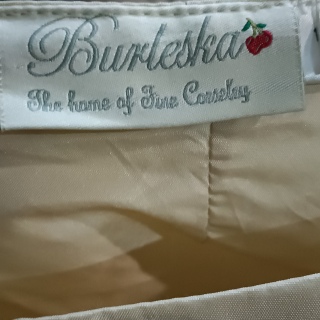 Burleska
The home of Fine Corsetry